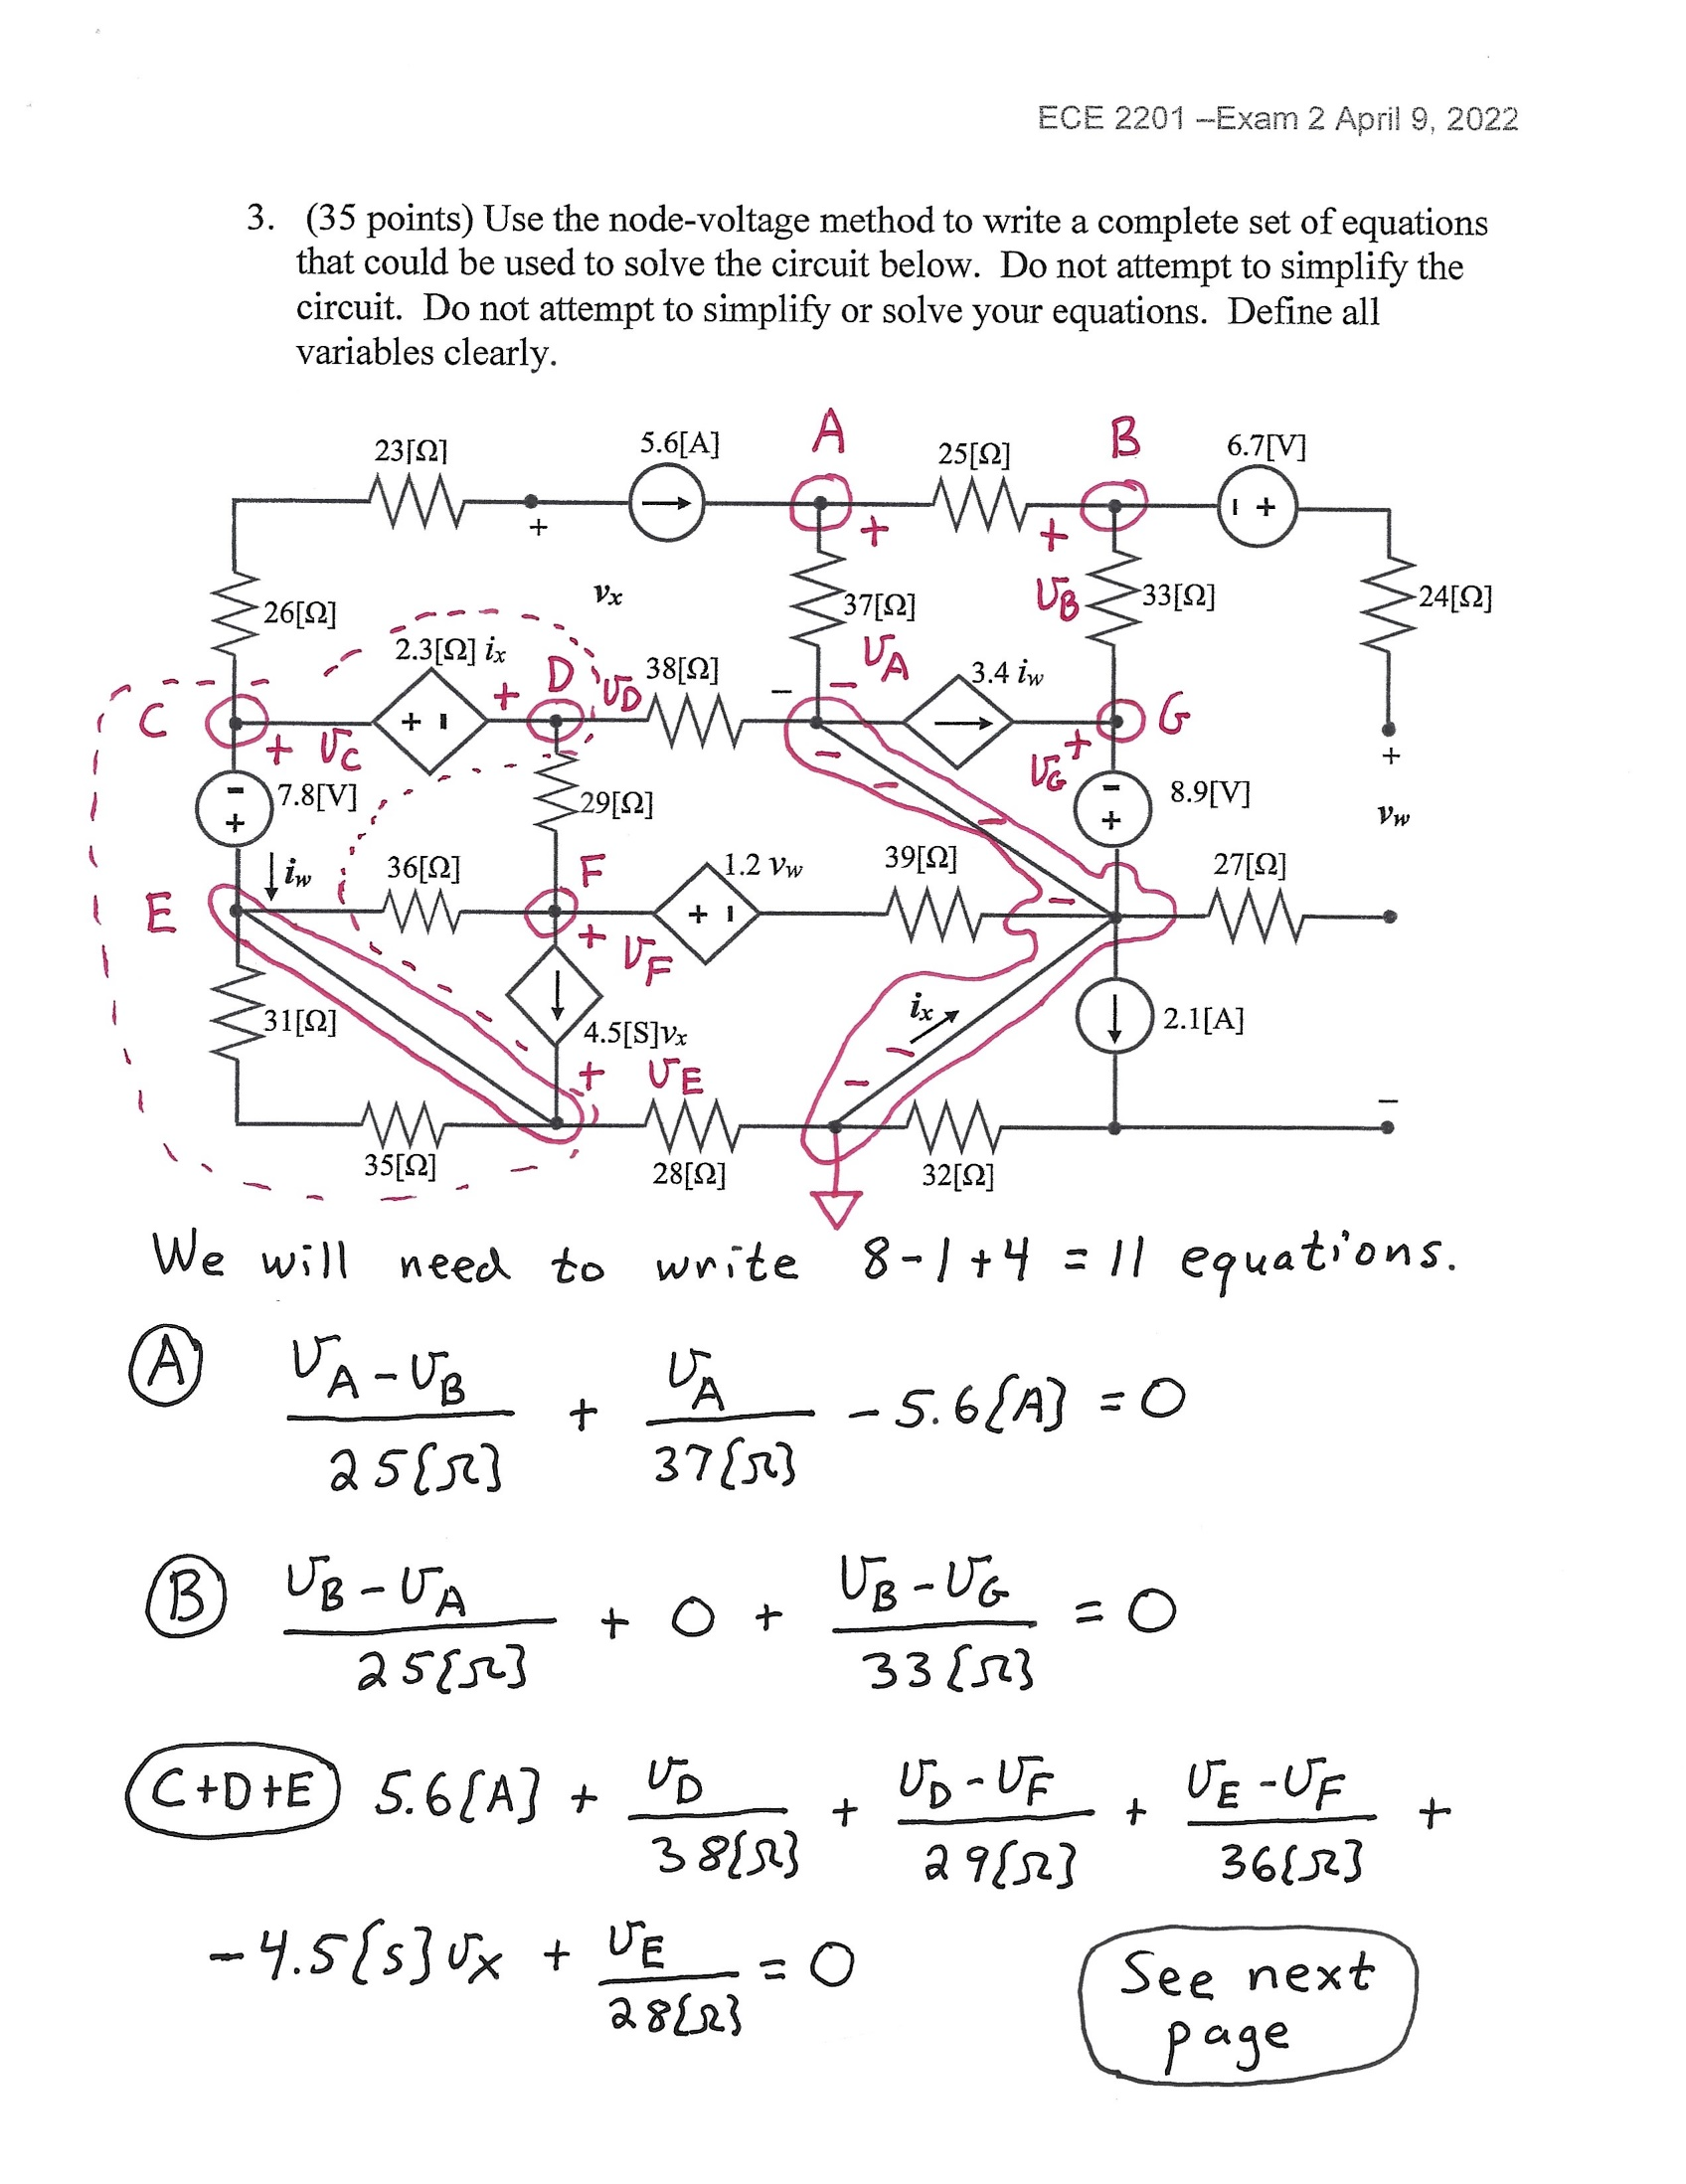 ECE 2201 –Exam 2 April 9, 2022
3. (35 points) Use the node-voltage method to write a complete set of equations
that could be used to solve the circuit below. Do not attempt to simplify the
circuit. Do not attempt to simplify or solve your equations. Define all
variables clearly.
A
B
23[Ω]
5.6[A]
25[Ω]
6.7[V]
+
+
+
- +
26[Ω]
vx
37[Ω]
vB
33[Ω]
24[Ω]
2.3[Ω] ix
D
vD
38[Ω]
vA
3.4 iw
C
+ vC
+ -
+
-
-
G
+
vG
7.8[V]
-
+
29[Ω]
-
-
-
-
8.9[V]
-
+
+
vw
iw
36[Ω]
F
1.2 vw
39[Ω]
27[Ω]
E
+ vF
+ -
31[Ω]
4.5[S]vx
ix
-
-
2.1[A]
+ vE
-
35[Ω]
28[Ω]
32[Ω]
We will need to write 8-1+4 = 11 equations.
(A) (vA - vB)/25{Ω} + vA/37{Ω} - 5.6{A} = 0
(B) (vB - vA)/25{Ω} + 0 + (vB - vG)/33{Ω} = 0
(C+D+E) 5.6{A} + vD/38{Ω} + (vD - vF)/29{Ω} + (vE - vF)/36{Ω} +
-4.5{S}vx + vE/28{Ω} = 0
See next
page